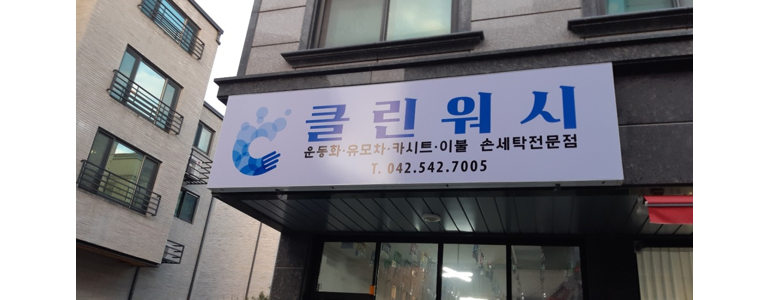 클린워시
운동화·유모차·카시트·이불 손세탁전문점
T. 042.542.7005